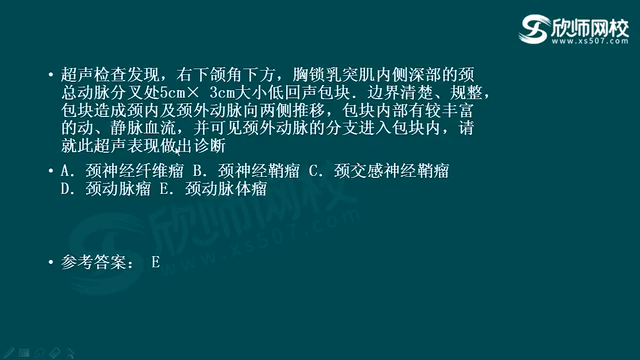 欣师网校
www.xs507.com
• 超声检查发现，右下颌角下方，胸锁乳突肌内侧深部的颈
总动脉分叉处5cm× 3cm大小低回声包块．边界清楚、规整，
包块造成颈内及颈外动脉向两侧推移，包块内部有较丰富
的动、静脉血流，并可见颈外动脉的分支进入包块内，请
就此超声表现做出诊断
• A．颈神经纤维瘤 B．颈神经鞘瘤 C．颈交感神经鞘瘤
D．颈动脉瘤 E．颈动脉体瘤
欣师网校
www.xs507.com
• 参考答案： E